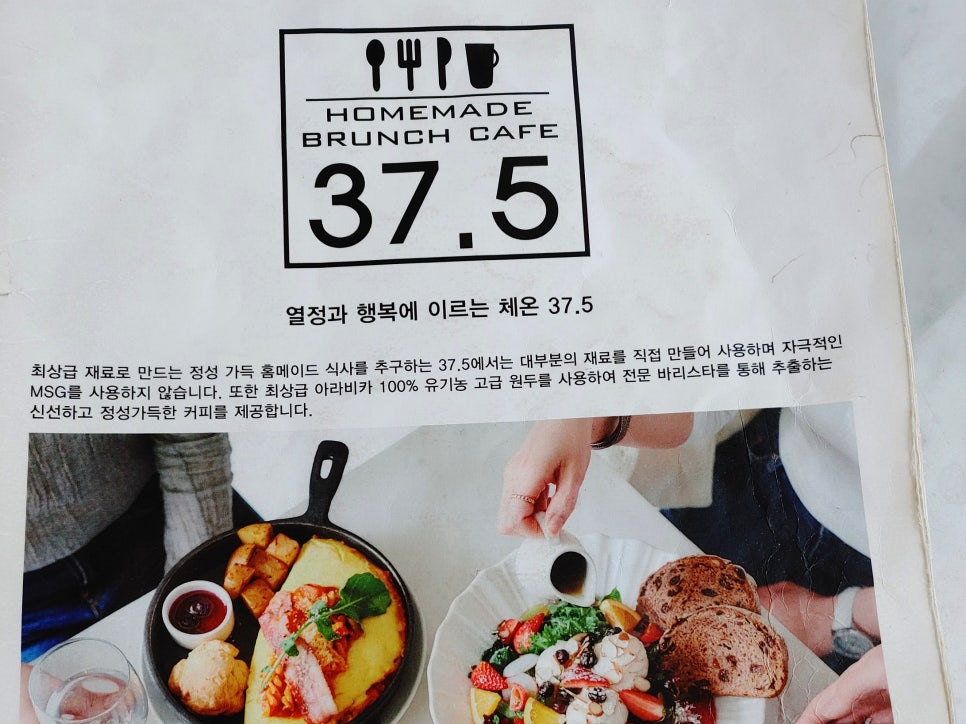 HOMEMADE
BRUNCH CAFE
37.5
열정과 행복에 이르는 체온 37.5
최상급 재료로 만드는 정성 가득 홈메이드 식사를 추구하는 37.5에서는 대부분의 재료를 직접 만들어 사용하며 자극적인
MSG를 사용하지 않습니다. 또한 최상급 아라비카 100% 유기농 고급 원두를 사용하여 전문 바리스타를 통해 추출하는
신선하고 정성가득한 커피를 제공합니다.